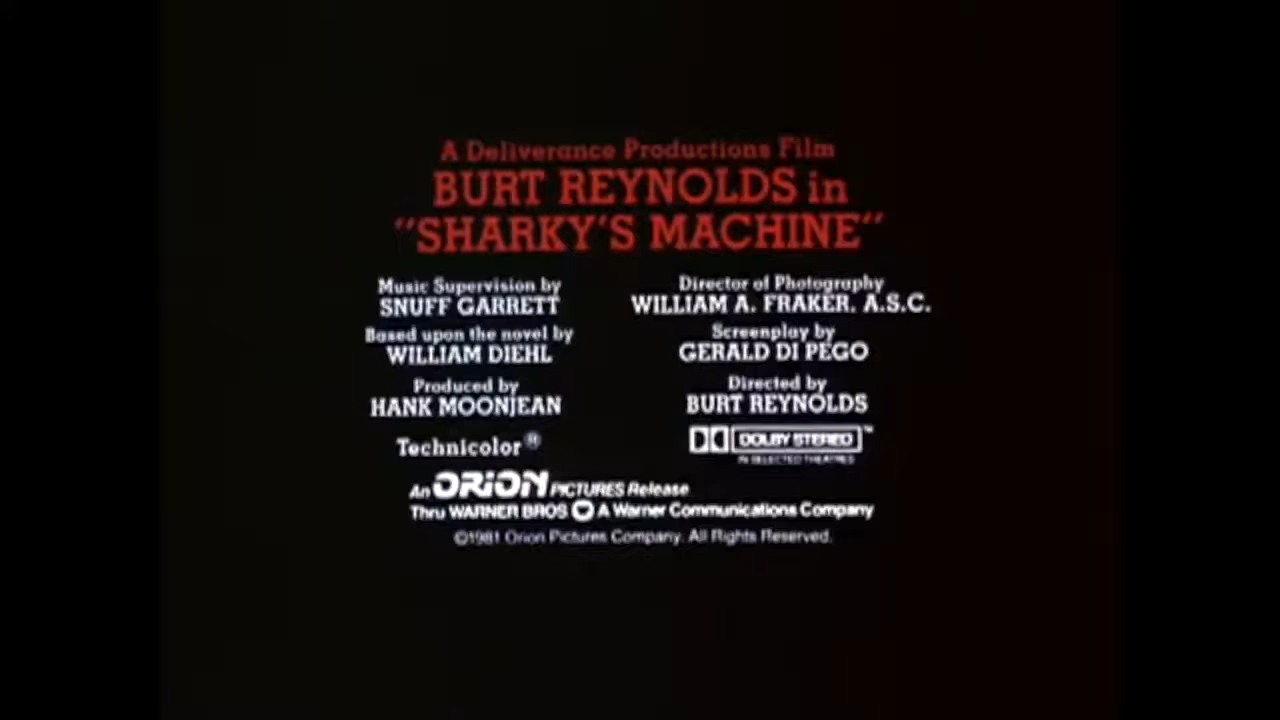 A Deliverance Productions Film
BURT REYNOLDS in
"SHARKY'S MACHINE"
Music Supervision by
SNUFF GARRETT
Director of Photography
WILLIAM A. FRAKER, A.S.C.
Based upon the novel by
WILLIAM DIEHL
Screenplay by
GERALD DI PEGO
Produced by
HANK MOONJEAN
Directed by
BURT REYNOLDS
Technicolor®
DOLBY STEREO™
IN SELECTED THEATRES
An ORION PICTURES Release
Thru WARNER BROS A Warner Communications Company
©1981 Orion Pictures Company. All Rights Reserved.